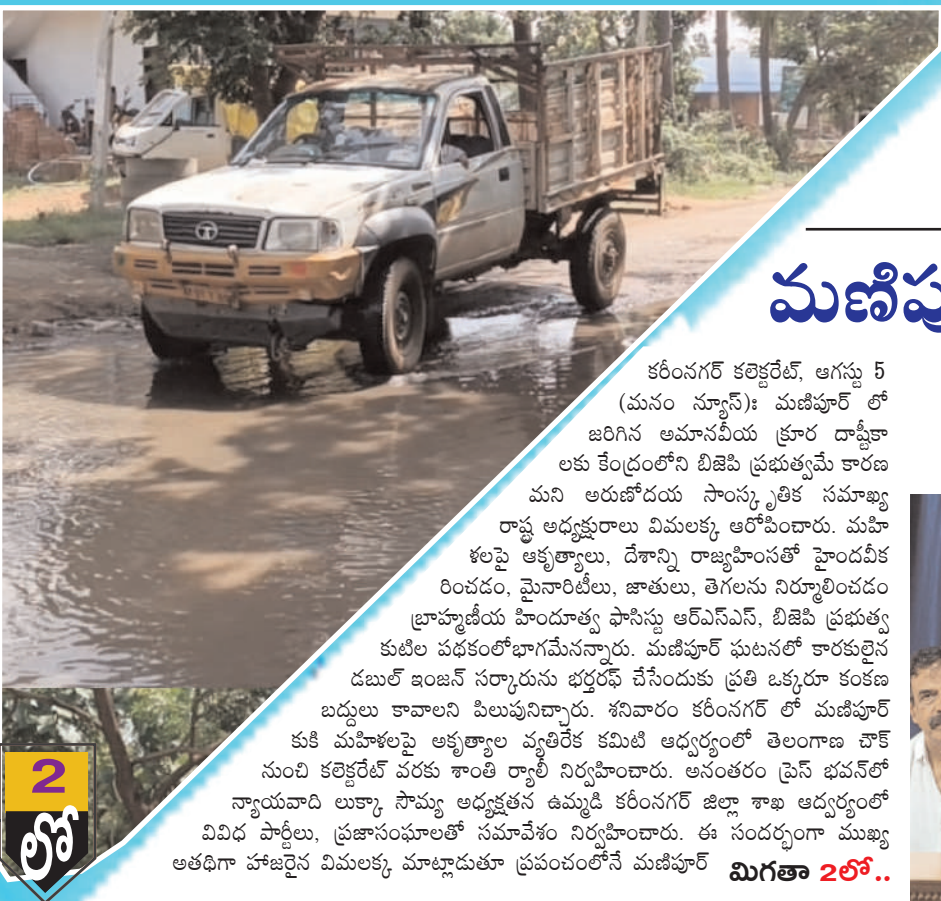 మణిపు
కరీంనగర్ కలెక్టరేట్, ఆగస్టు 5
(మనం న్యూస్)ః మణిపూర్ లో
జరిగిన అమానవీయ క్రూర దాష్టీకా
లకు కేంద్రంలోని బిజెపి ప్రభుత్వమే కారణ
మని అరుణోదయ సాంస్కృతిక సమాఖ్య
రాష్ట్ర అధ్యక్షురాలు విమలక్క ఆరోపించారు. మహి
ళలపై ఆకృత్యాలు, దేశాన్ని రాజ్యహింసతో హైందవీక
రించడం, మైనారిటీలు, జాతులు, తెగలను నిర్మూలించడం
బ్రాహ్మణీయ హిందూత్వ ఫాసిస్టు ఆర్ఎస్ఎస్, బిజెపి ప్రభుత్వ
కుటిల పథకంలోభాగమేనన్నారు. మణిపూర్ ఘటనలో కారకులైన
డబుల్ ఇంజన్ సర్కారును భర్తరఫ్ చేసేందుకు ప్రతి ఒక్కరూ కంకణ
బద్దులు కావాలని పిలుపునిచ్చారు. శనివారం కరీంనగర్ లో మణిపూర్
కుకి మహిళలపై అకృత్యాల వ్యతిరేక కమిటి ఆధ్వర్యంలో తెలంగాణ చౌక్
నుంచి కలెక్టరేట్ వరకు శాంతి ర్యాలీ నిర్వహించారు. అనంతరం ప్రెస్ భవన్‌లో
న్యాయవాది లుక్కా సౌమ్య అధ్యక్షతన ఉమ్మడి కరీంనగర్ జిల్లా శాఖ ఆద్వర్యంలో
వివిధ పార్టీలు, ప్రజాసంఘాలతో సమావేశం నిర్వహించారు. ఈ సందర్భంగా ముఖ్య
అతథిగా హాజరైన విమలక్క మాట్లాడుతూ ప్రపంచంలోనే మణిపూర్ మిగతా 2లో..
2
లో